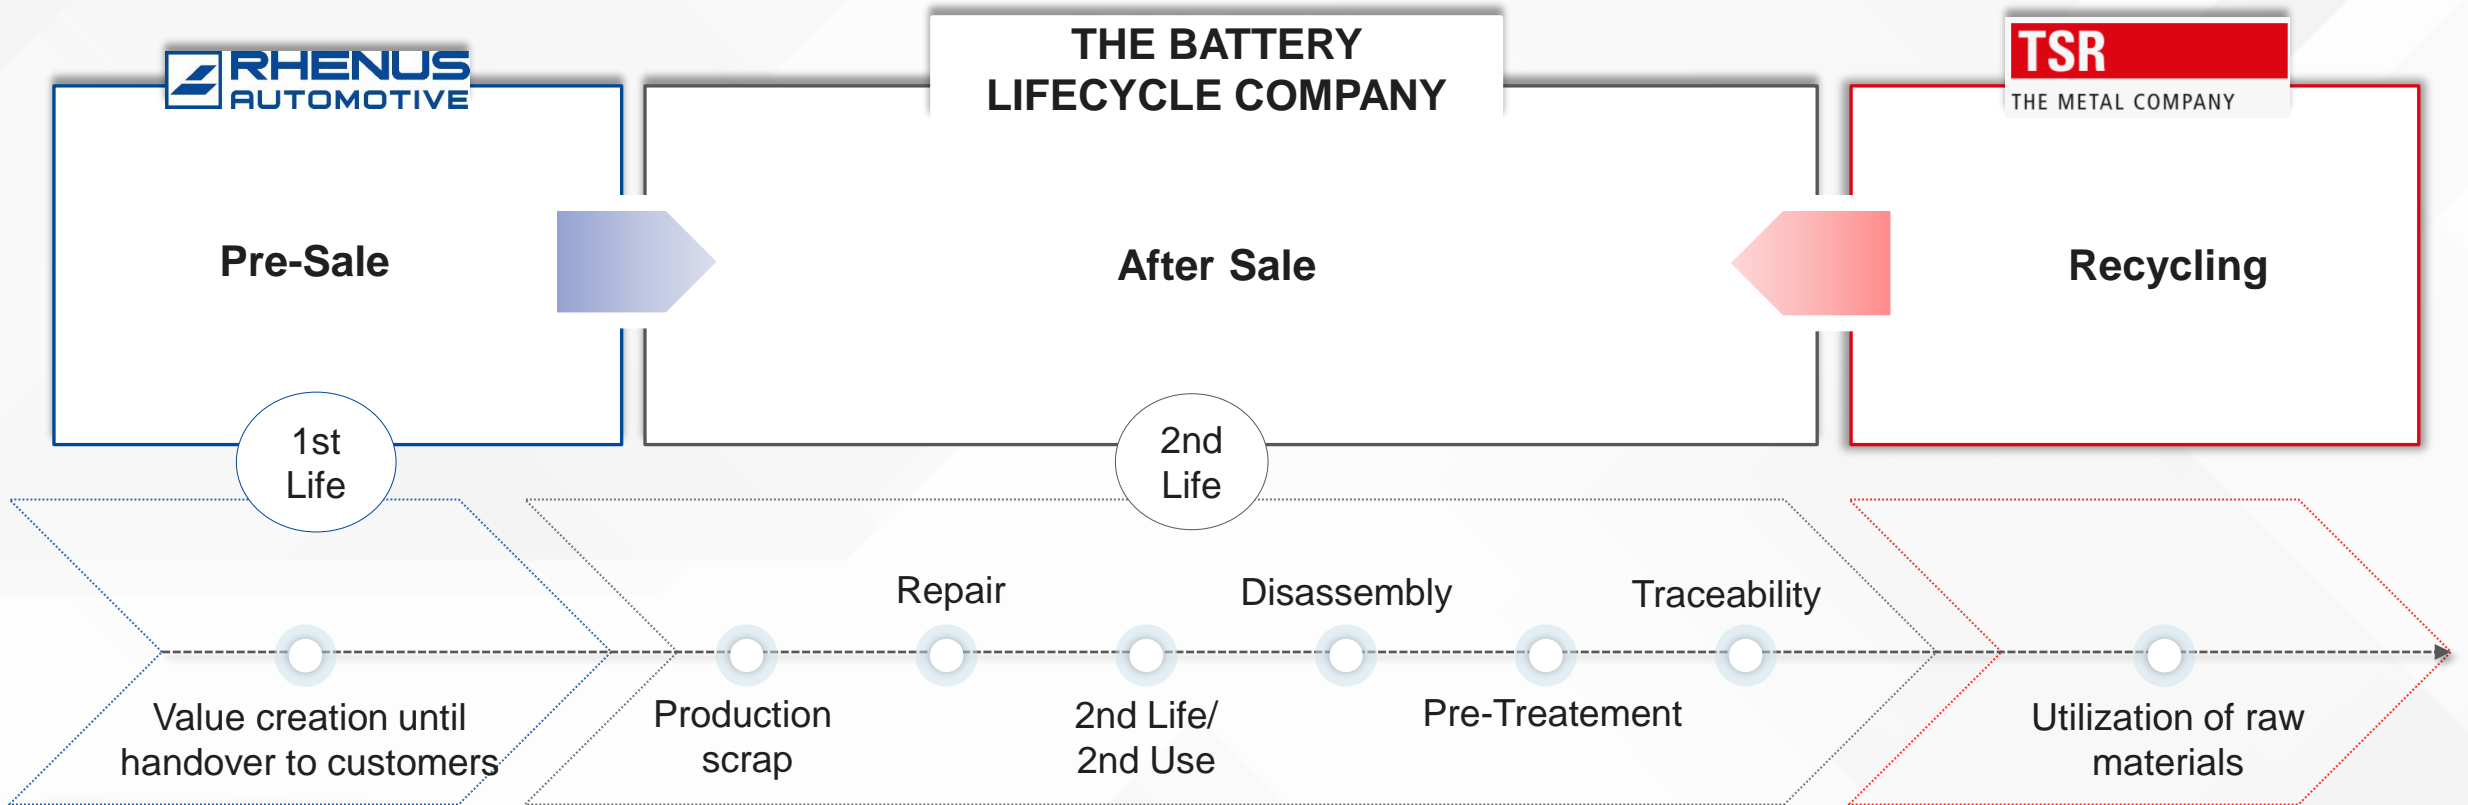 RHENUS
AUTOMOTIVE
THE BATTERY
LIFECYCLE COMPANY
TSR
THE METAL COMPANY
Pre-Sale
After Sale
Recycling
1st
Life
2nd
Life
Repair
Disassembly
Traceability
Value creation until
handover to customers
Production
scrap
2nd Life/
2nd Use
Pre-Treatement
Utilization of raw
materials